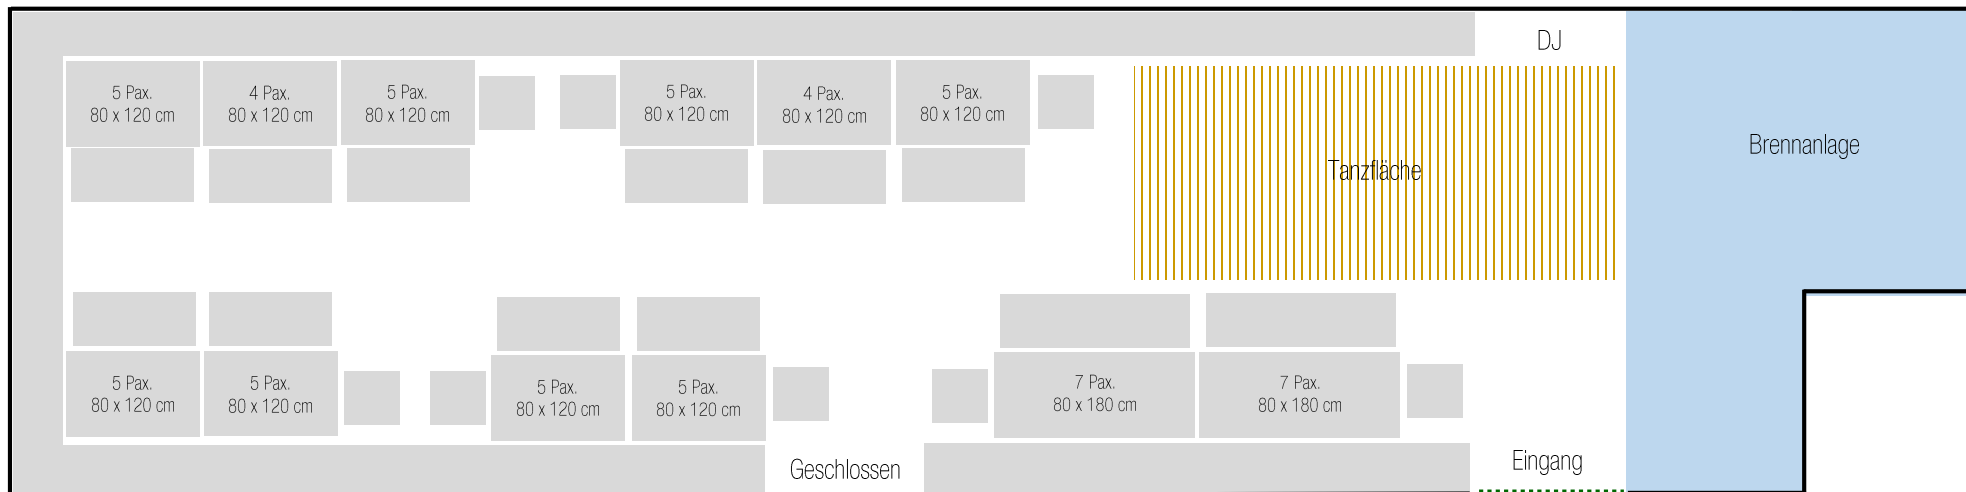 DJ
5 Pax.
80 x 120 cm
4 Pax.
80 x 120 cm
5 Pax.
80 x 120 cm
5 Pax.
80 x 120 cm
4 Pax.
80 x 120 cm
5 Pax.
80 x 120 cm
Tanzfläche
Brennanlage
5 Pax.
80 x 120 cm
5 Pax.
80 x 120 cm
5 Pax.
80 x 120 cm
5 Pax.
80 x 120 cm
7 Pax.
80 x 180 cm
7 Pax.
80 x 180 cm
Geschlossen
Eingang